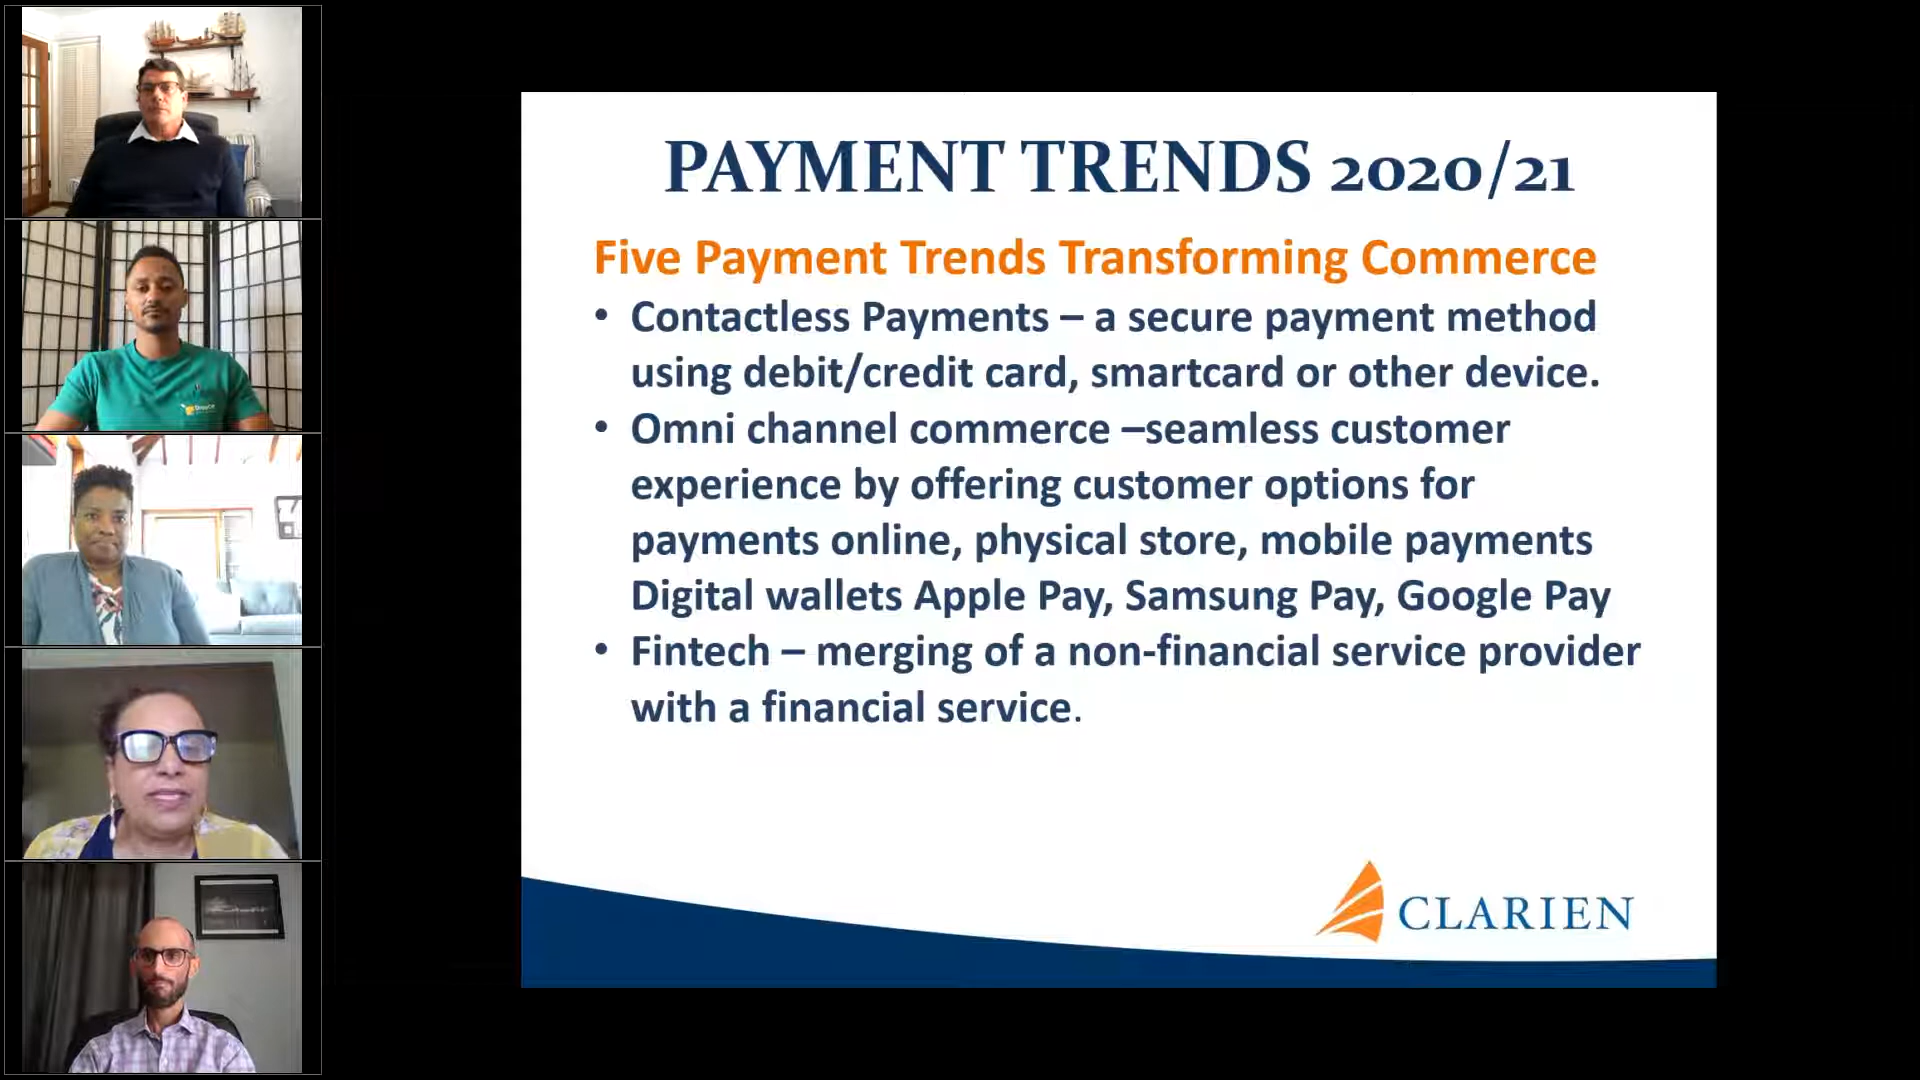 PAYMENT TRENDS 2020/21
Five Payment Trends Transforming Commerce
• Contactless Payments – a secure payment method
using debit/credit card, smartcard or other device.
• Omni channel commerce –seamless customer
experience by offering customer options for
payments online, physical store, mobile payments
Digital wallets Apple Pay, Samsung Pay, Google Pay
• Fintech – merging of a non-financial service provider
with a financial service.
CLARIEN